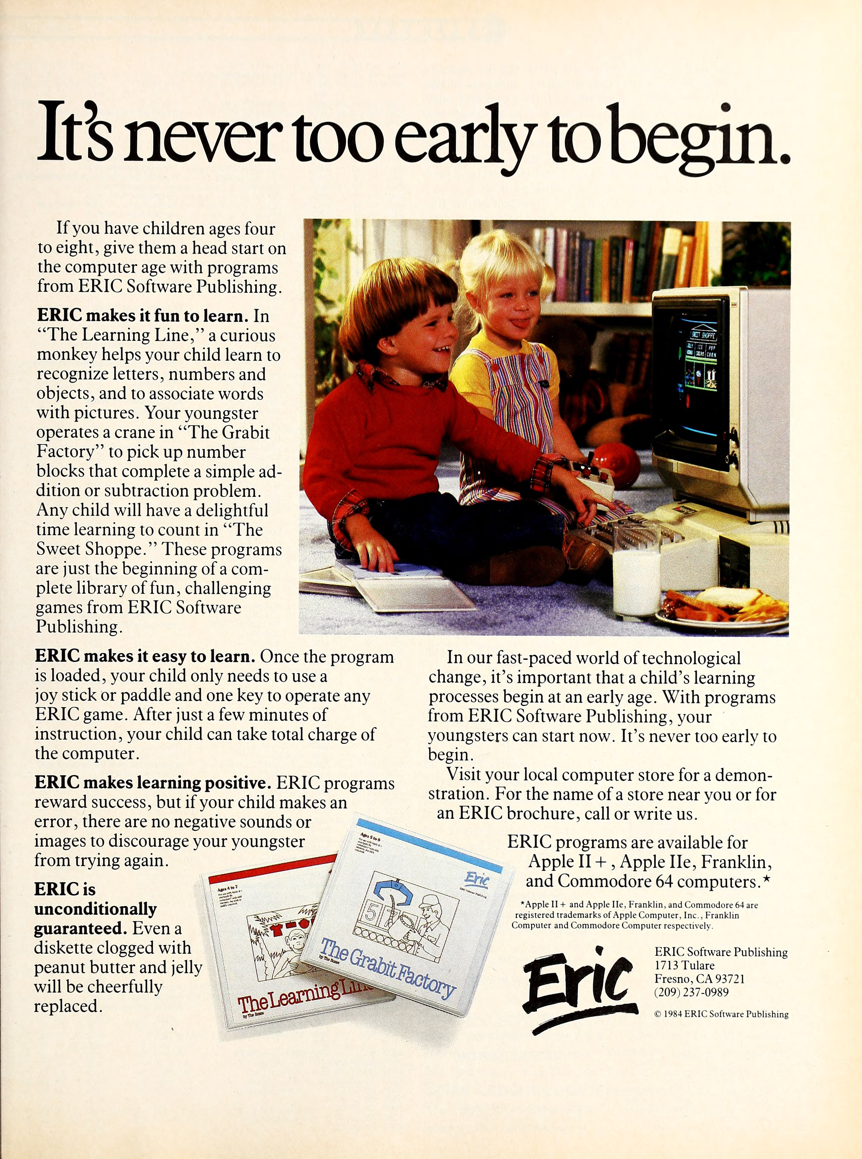 It's never too early to begin.
If you have children ages four
to eight, give them a head start on
the computer age with programs
from ERIC Software Publishing.
ERIC makes it fun to learn. In
“The Learning Line,” a curious
monkey helps your child learn to
recognize letters, numbers and
objects, and to associate words
with pictures. Your youngster
operates a crane in “The Grabit
Factory” to pick up number
blocks that complete a simple ad-
dition or subtraction problem.
Any child will have a delightful
time learning to count in “The
Sweet Shoppe.” These programs
are just the beginning of a com-
plete library of fun, challenging
games from ERIC Software
Publishing.
ERIC makes it easy to learn. Once the program
is loaded, your child only needs to use a
joy stick or paddle and one key to operate any
ERIC game. After just a few minutes of
instruction, your child can take total charge of
the computer.
ERIC makes learning positive. ERIC programs
reward success, but if your child makes an
error, there are no negative sounds or
images to discourage your youngster
from trying again.
ERIC is
unconditionally
guaranteed. Even a
diskette clogged with
peanut butter and jelly
will be cheerfully
replaced.
In our fast-paced world of technological
change, it's important that a child's learning
processes begin at an early age. With programs
from ERIC Software Publishing, your
youngsters can start now. It's never too early to
begin.
Visit your local computer store for a demon-
stration. For the name of a store near you or for
an ERIC brochure, call or write us.
ERIC programs are available for
Apple II+, Apple IIe, Franklin,
and Commodore 64 computers.*
*Apple II+ and Apple IIe, Franklin, and Commodore 64 are
registered trademarks of Apple Computer, Inc., Franklin
Computer and Commodore Computer respectively.
Ages 4 to 7
The Learning
Ages 5 to 8
Eric
5 7
The Grabit Factory
Eric
ERIC Software Publishing
1713 Tulare
Fresno, CA 93721
(209) 237-0989
© 1984 ERIC Software Publishing